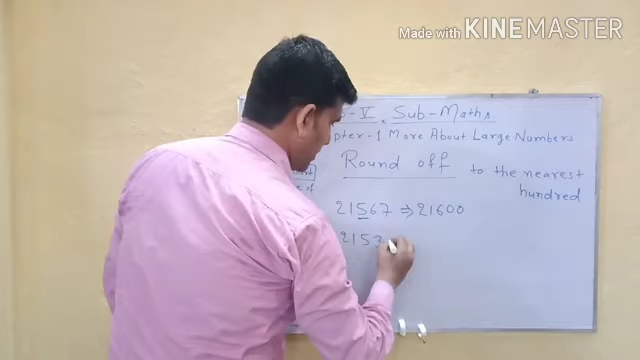 Made with KINEMASTER
V Sub-Maths
1 More About Large Numbers
Round off to the nearest
hundred
of
21567 ⇒ 21600
2153